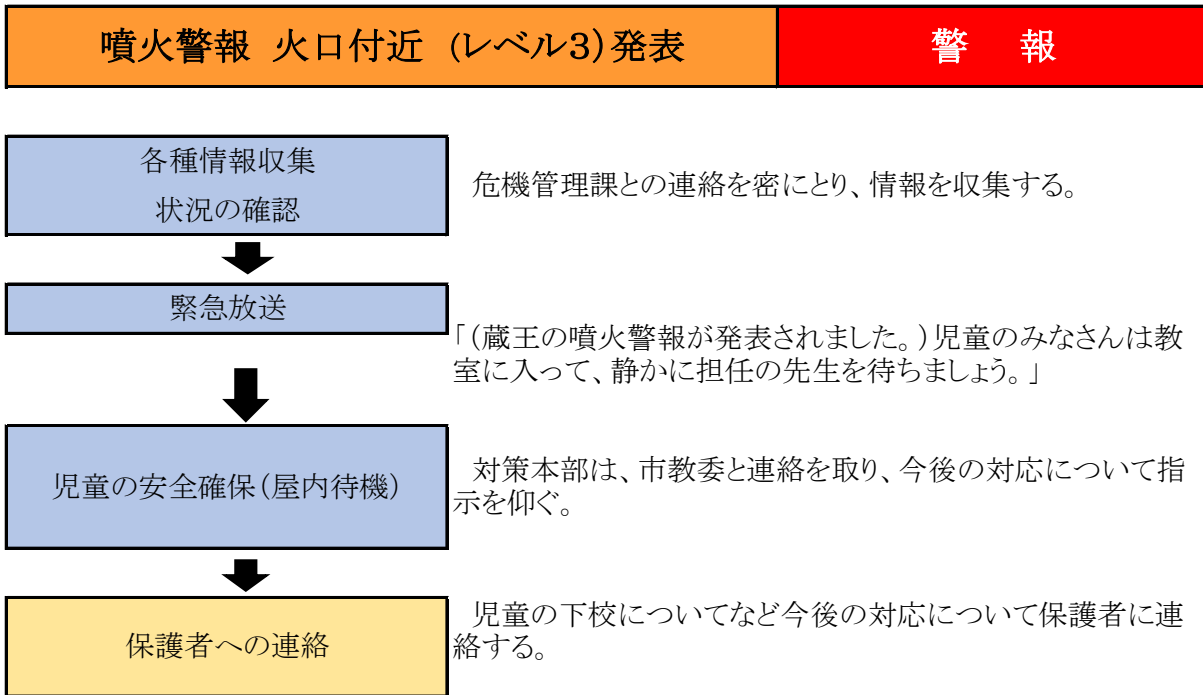 噴火警報 火口付近 (レベル3)発表
警 報
各種情報収集
状況の確認
危機管理課との連絡を密にとり、情報を収集する。
緊急放送
「(蔵王の噴火警報が発表されました。)児童のみなさんは教
室に入って、静かに担任の先生を待ちましょう。」
児童の安全確保(屋内待機)
対策本部は、市教委と連絡を取り、今後の対応について指
示を仰ぐ。
保護者への連絡
児童の下校についてなど今後の対応について保護者に連
絡する。